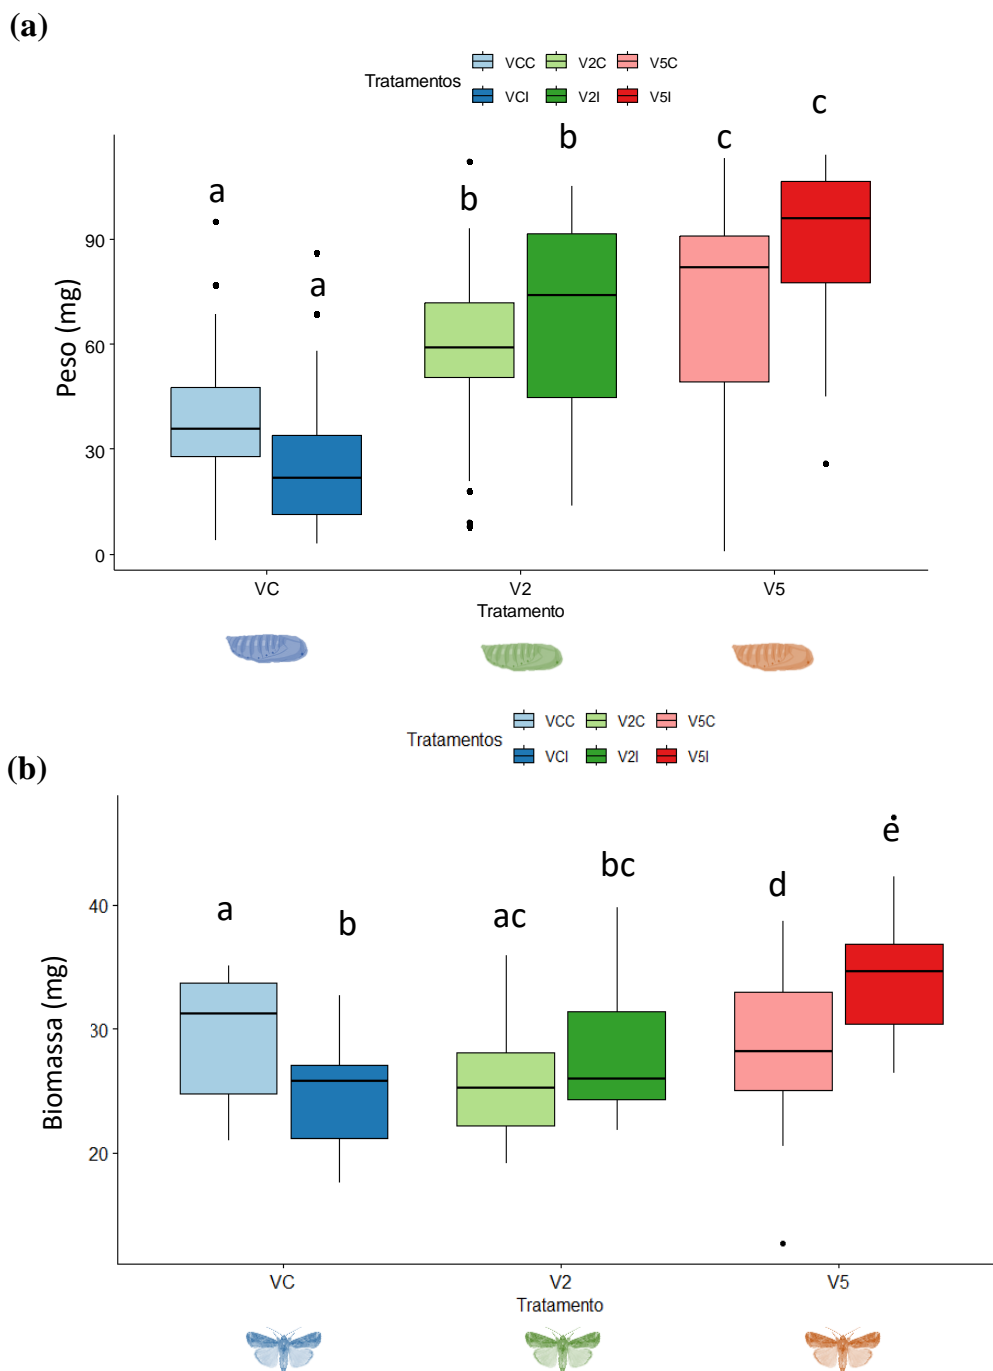 (a)
Tratamentos
VCC V2C V5C
VCI V2I V5I
Peso (mg)
90
60
30
0
a
a
b
b
c
c
VC V2 V5
Tratamento
Tratamentos
VCC V2C V5C
VCI V2I V5I
(b)
Biomassa (mg)
40
30
20
a
b
ac
bc
d
e
VC V2 V5
Tratamento